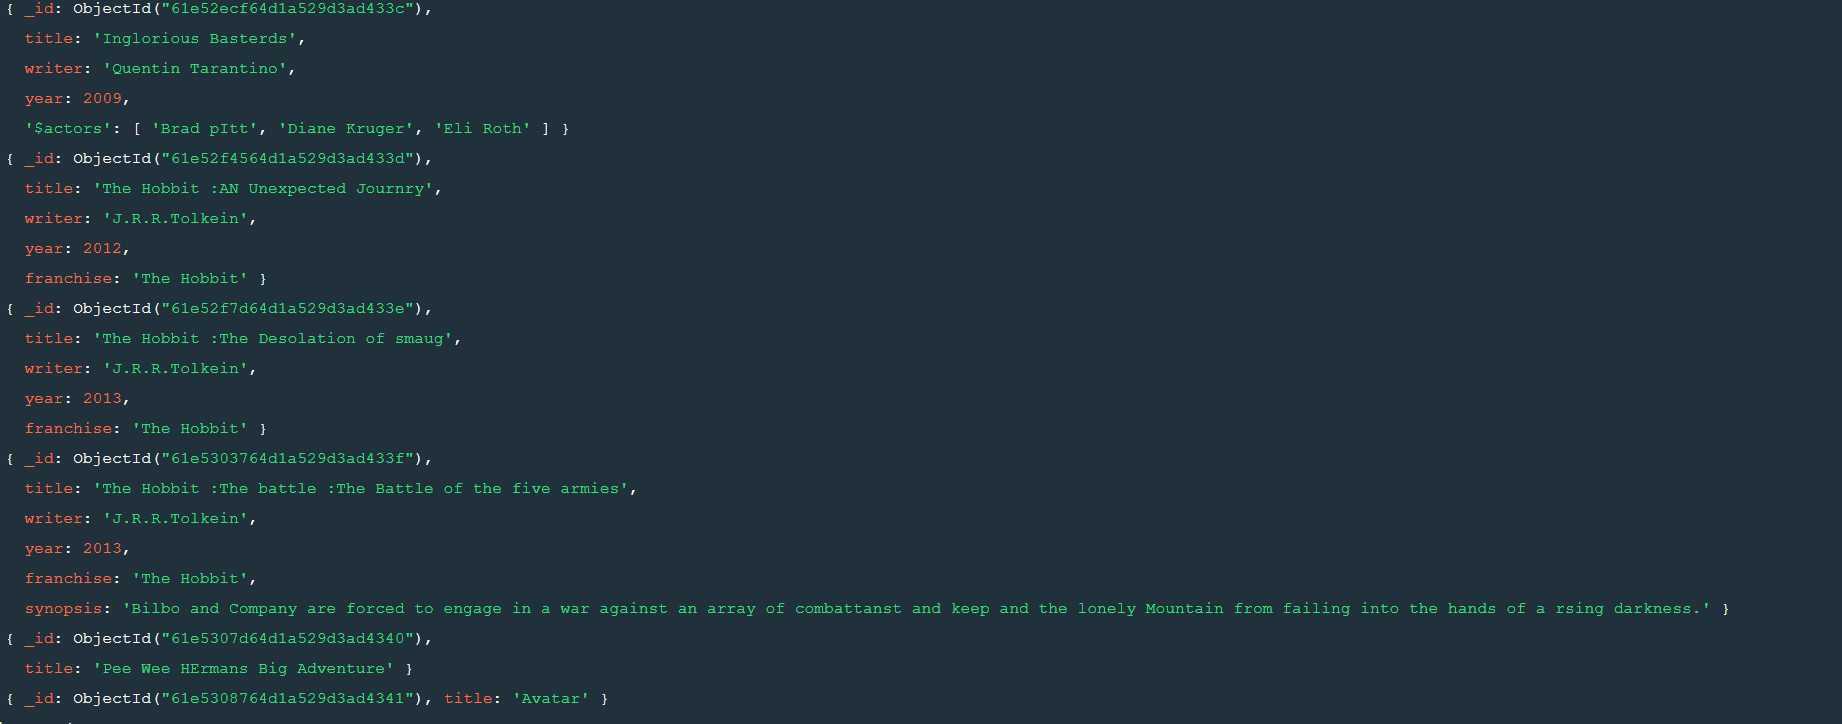 { _id: ObjectId("61e52ecf64d1a529d3ad433c"),
  title: 'Inglorious Basterds',
  writer: 'Quentin Tarantino',
  year: 2009,
  '$actors': [ 'Brad pItt', 'Diane Kruger', 'Eli Roth' ] }
{ _id: ObjectId("61e52f4564d1a529d3ad433d"),
  title: 'The Hobbit :AN Unexpected Journry',
  writer: 'J.R.R.Tolkein',
  year: 2012,
  franchise: 'The Hobbit' }
{ _id: ObjectId("61e52f7d64d1a529d3ad433e"),
  title: 'The Hobbit :The Desolation of smaug',
  writer: 'J.R.R.Tolkein',
  year: 2013,
  franchise: 'The Hobbit' }
{ _id: ObjectId("61e5303764d1a529d3ad433f"),
  title: 'The Hobbit :The battle :The Battle of the five armies',
  writer: 'J.R.R.Tolkein',
  year: 2013,
  franchise: 'The Hobbit',
  synopsis: 'Bilbo and Company are forced to engage in a war against an array of combattanst and keep and the lonely Mountain from failing into the hands of a rsing darkness.' }
{ _id: ObjectId("61e5307d64d1a529d3ad4340"),
  title: 'Pee Wee HErmans Big Adventure' }
{ _id: ObjectId("61e5308764d1a529d3ad4341"), title: 'Avatar' }